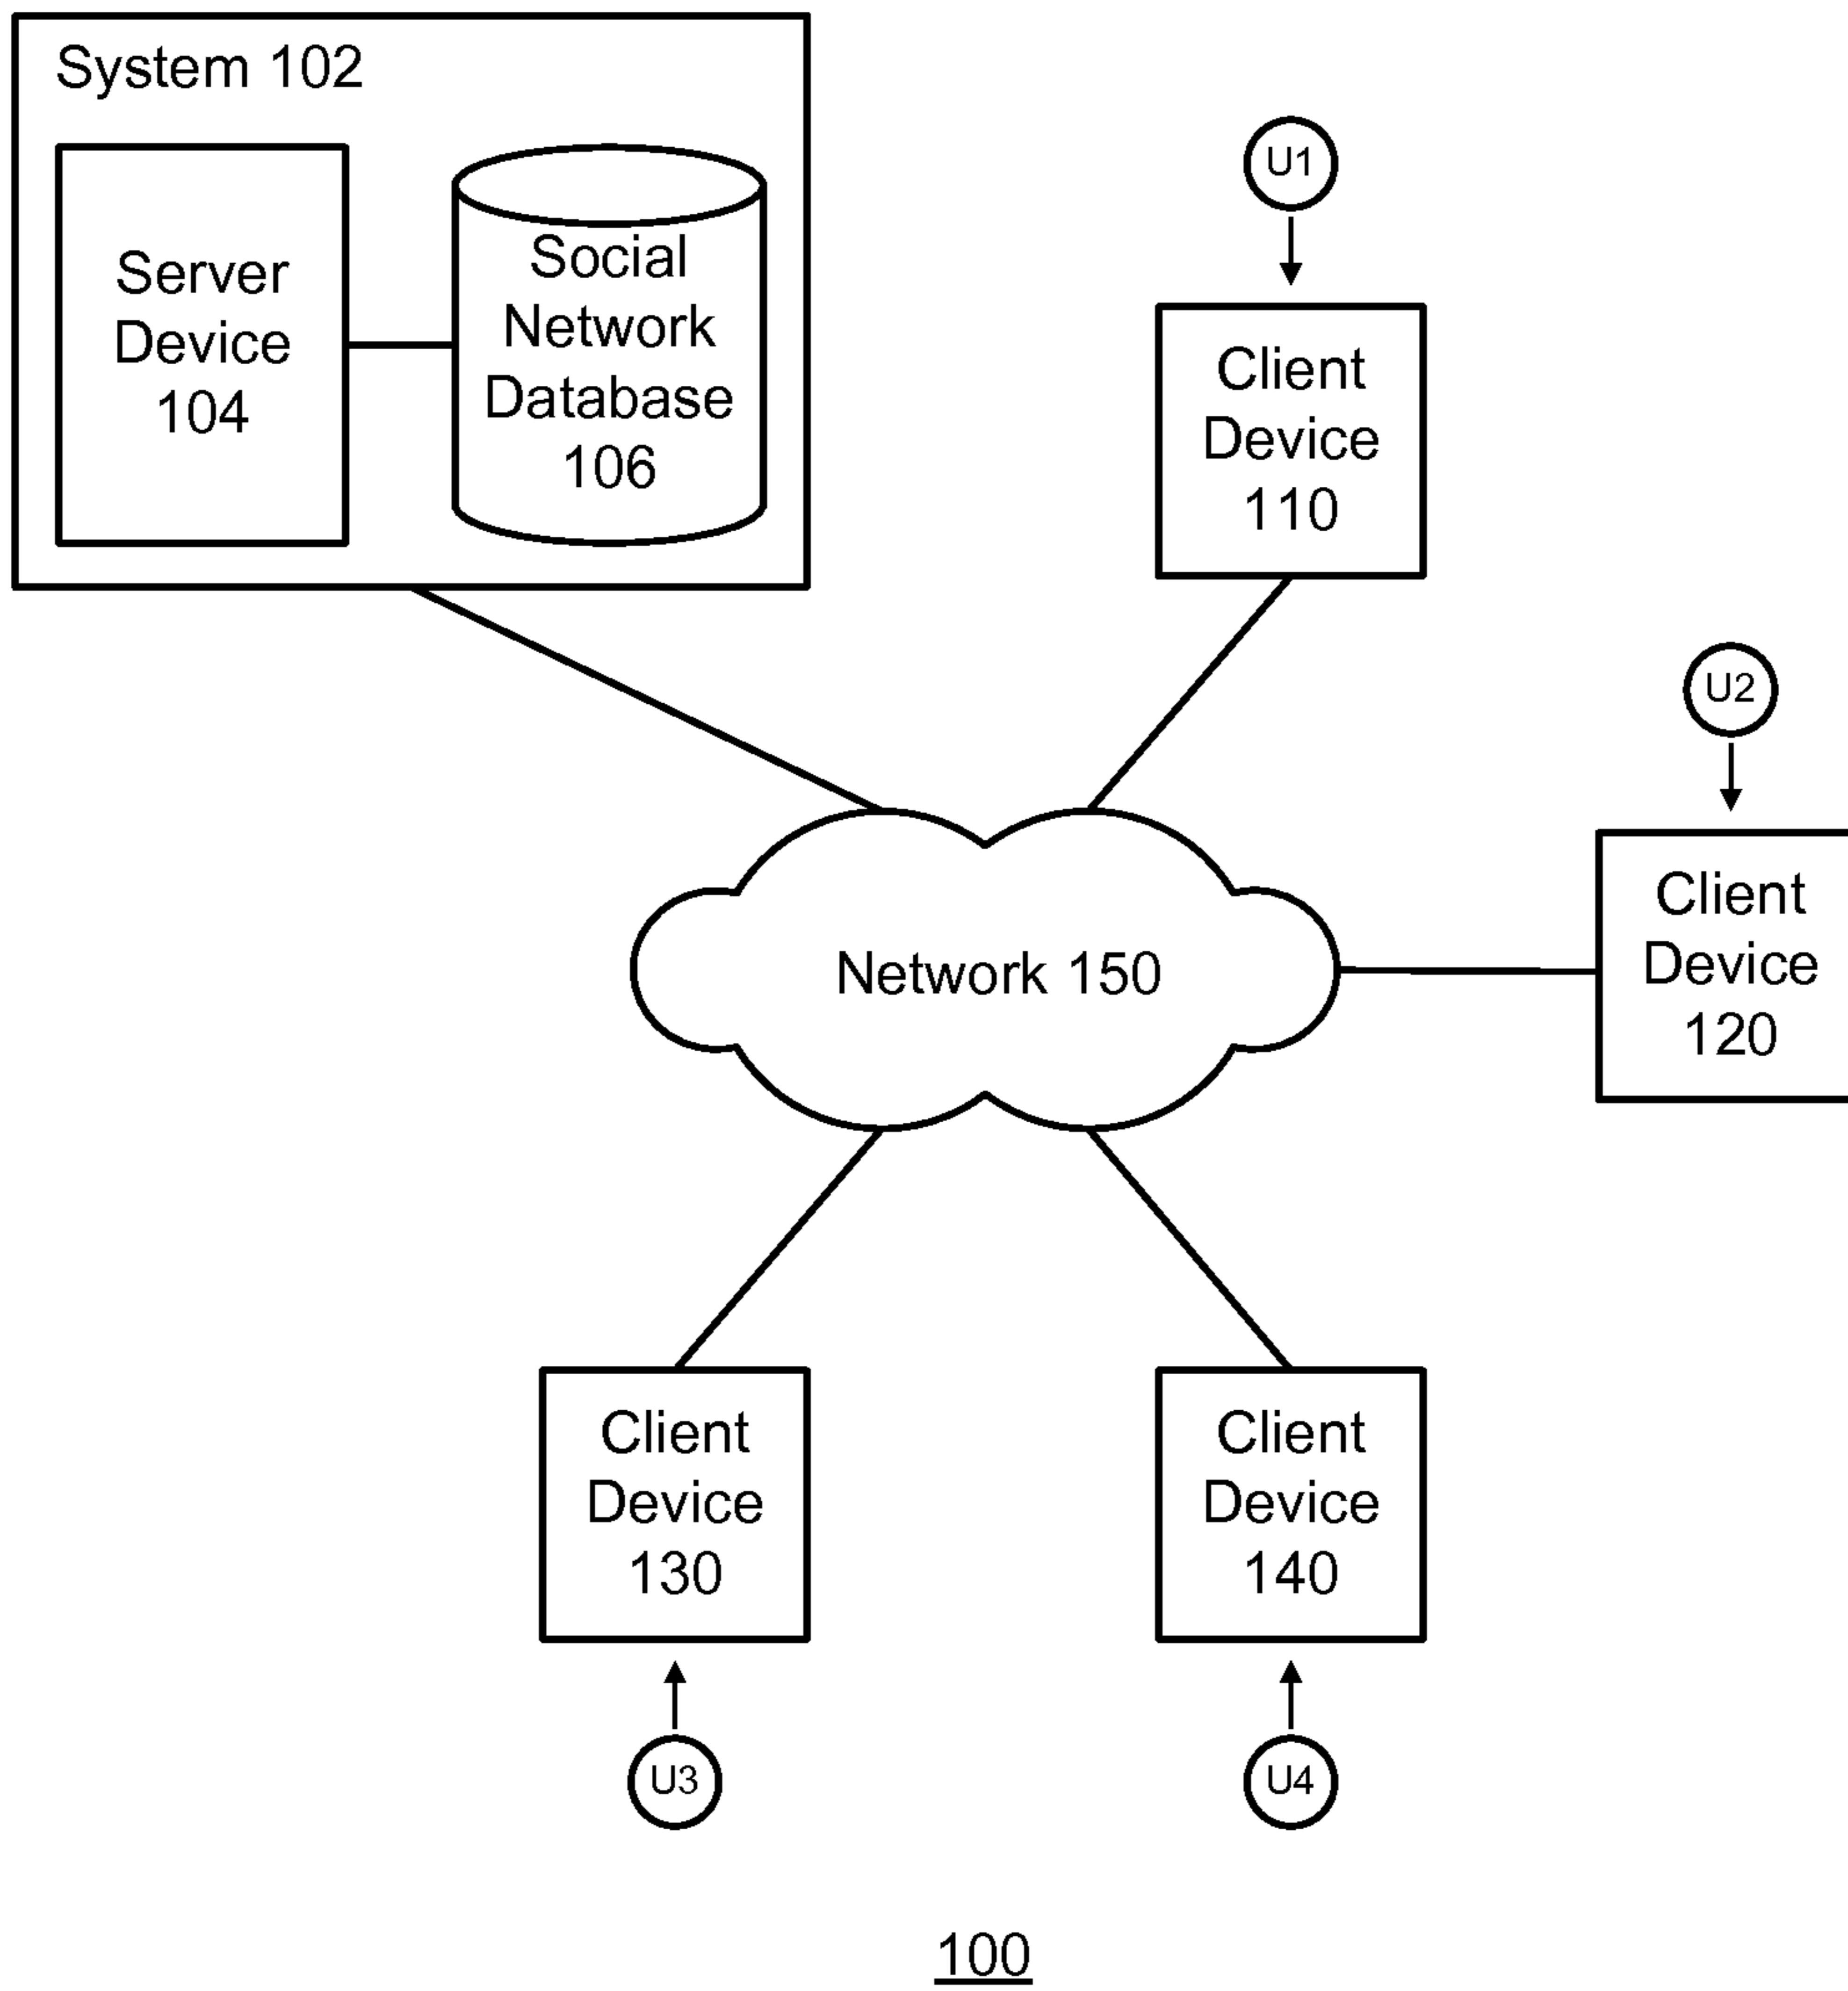 System 102
Server
Device
104
Social
Network
Database
106
U1
Client
Device
110
U2
Client
Device
120
Network 150
Client
Device
130
Client
Device
140
U3
U4
100